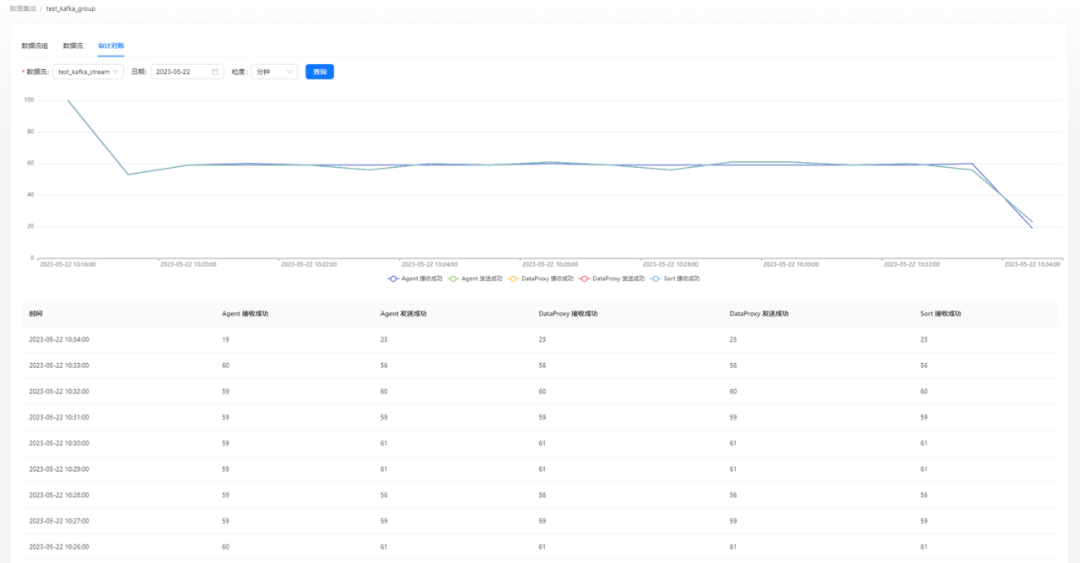 数据集成 / test_kafka_group
数据流组 数据流 审计对账
* 数据流: test_kafka_stream 日期: 2023-05-22 粒度: 分钟 查询
100
80
60
40
20
0
2023-05-22 10:16:00 2023-05-22 10:20:00 2023-05-22 10:22:00 2023-05-22 10:24:00 2023-05-22 10:26:00 2023-05-22 10:28:00 2023-05-22 10:30:00 2023-05-22 10:32:00 2023-05-22 10:34:00
Agent 接收成功 Agent 发送成功 DataProxy 接收成功 DataProxy 发送成功 Sort 接收成功
时间 Agent 接收成功 Agent 发送成功 DataProxy 接收成功 DataProxy 发送成功 Sort 接收成功
2023-05-22 10:34:00 19 23 23 23 23
2023-05-22 10:33:00 60 56 56 56 56
2023-05-22 10:32:00 59 60 60 60 60
2023-05-22 10:31:00 59 59 59 59 59
2023-05-22 10:30:00 59 61 61 61 61
2023-05-22 10:29:00 59 61 61 61 61
2023-05-22 10:28:00 59 56 56 56 56
2023-05-22 10:27:00 59 59 59 59 59
2023-05-22 10:26:00 60 61 61 61 61